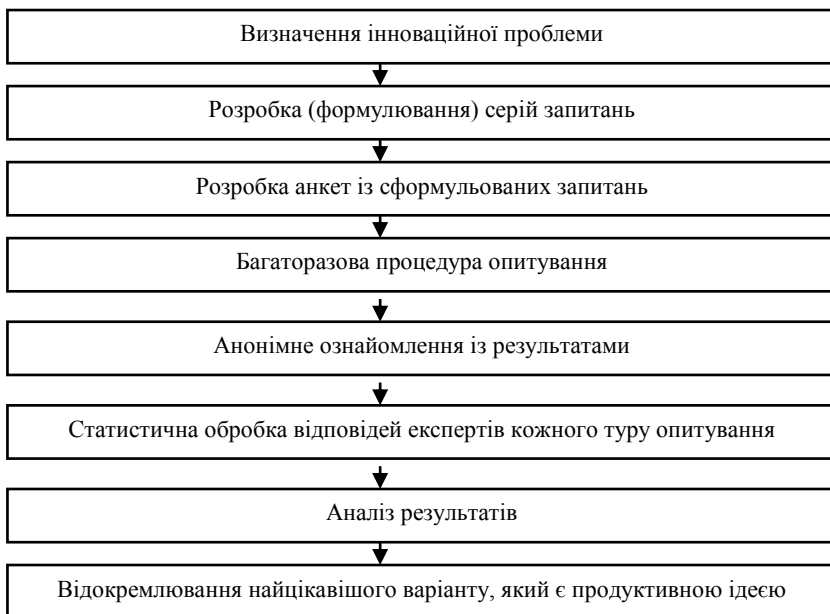 Визначення інноваційної проблеми
Розробка (формулювання) серій запитань
Розробка анкет із сформульованих запитань
Багаторазова процедура опитування
Анонімне ознайомлення із результатами
Статистична обробка відповідей експертів кожного туру опитування
Аналіз результатів
Відокремлювання найцікавішого варіанту, який є продуктивною ідеєю